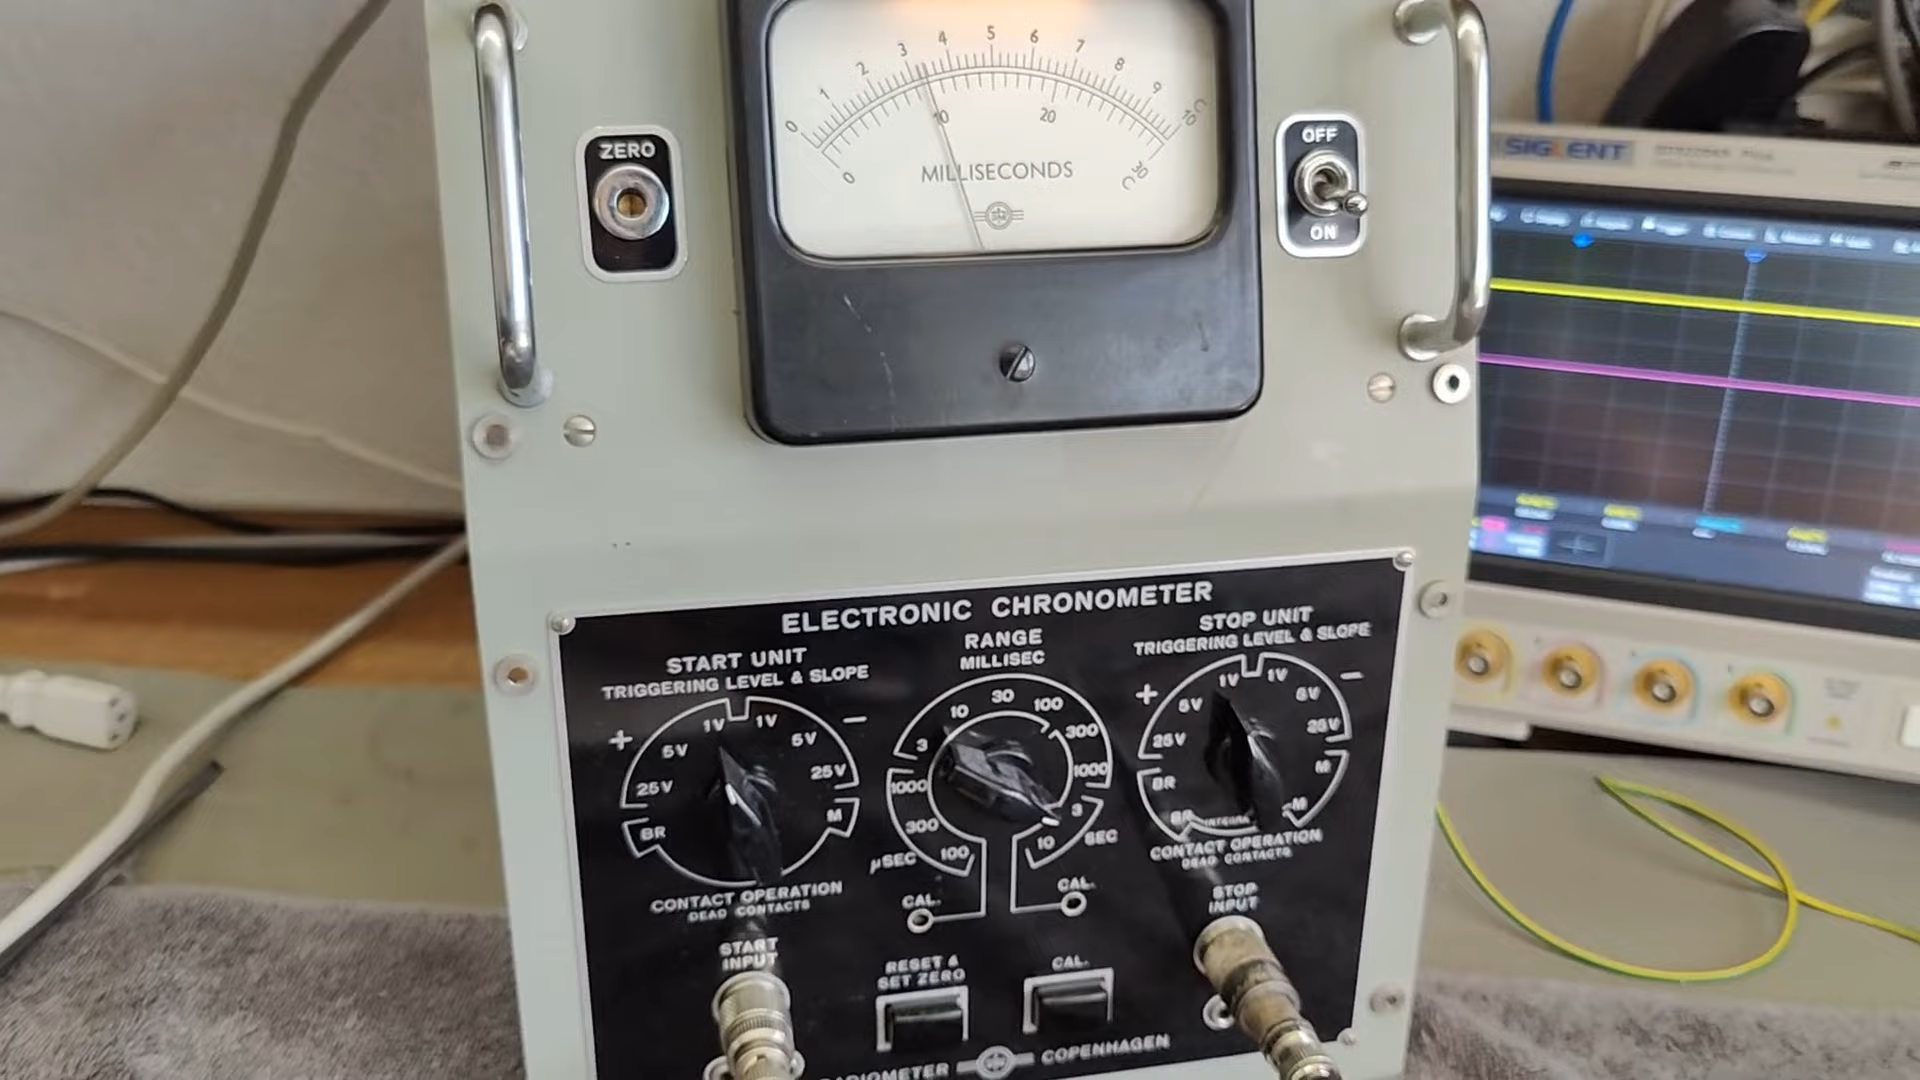 0 1 2 3 4 5 6 7 8 9 10 C
0 10 20 30 C
MILLISECONDS
ZERO
OFF
ON
SIGLENT
ELECTRONIC CHRONOMETER
START UNIT
TRIGGERING LEVEL & SLOPE
+ 25V 5V 1V 1V 5V 25V −
BR M
CONTACT OPERATION
DEAD CONTACTS
START
INPUT
RANGE
MILLISEC
3 10 30 100 300 1000
1000 300 100
µSEC
3 10
SEC
CAL.
CAL.
RESET &
SET ZERO
CAL.
STOP UNIT
TRIGGERING LEVEL & SLOPE
+ 25V 5V 1V 1V 5V 25V −
BR M
BR M
CONTACT OPERATION
DEAD CONTACTS
STOP
INPUT
RADIOMETER COPENHAGEN